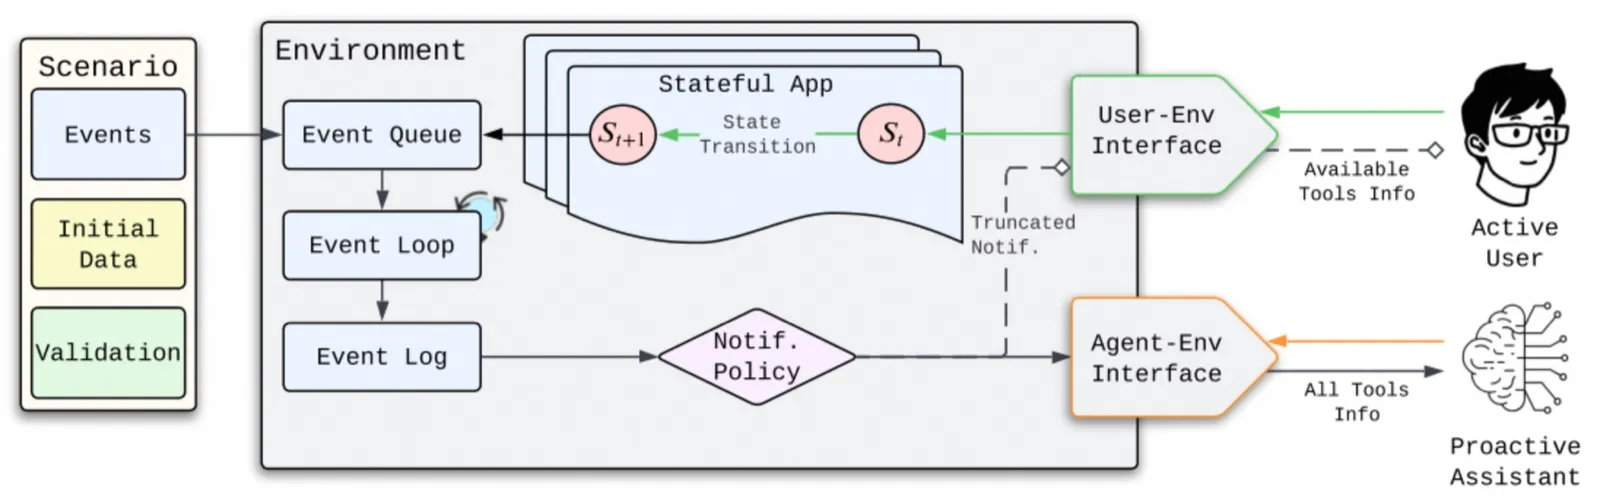 Scenario
Events
Initial
Data
Validation
Environment
Event Queue
Event Loop
Event Log
Stateful App
S_{t+1}
State
Transition
S_t
Notif.
Policy
Truncated
Notif.
User-Env
Interface
Agent-Env
Interface
Available
Tools Info
All Tools
Info
Active
User
Proactive
Assistant